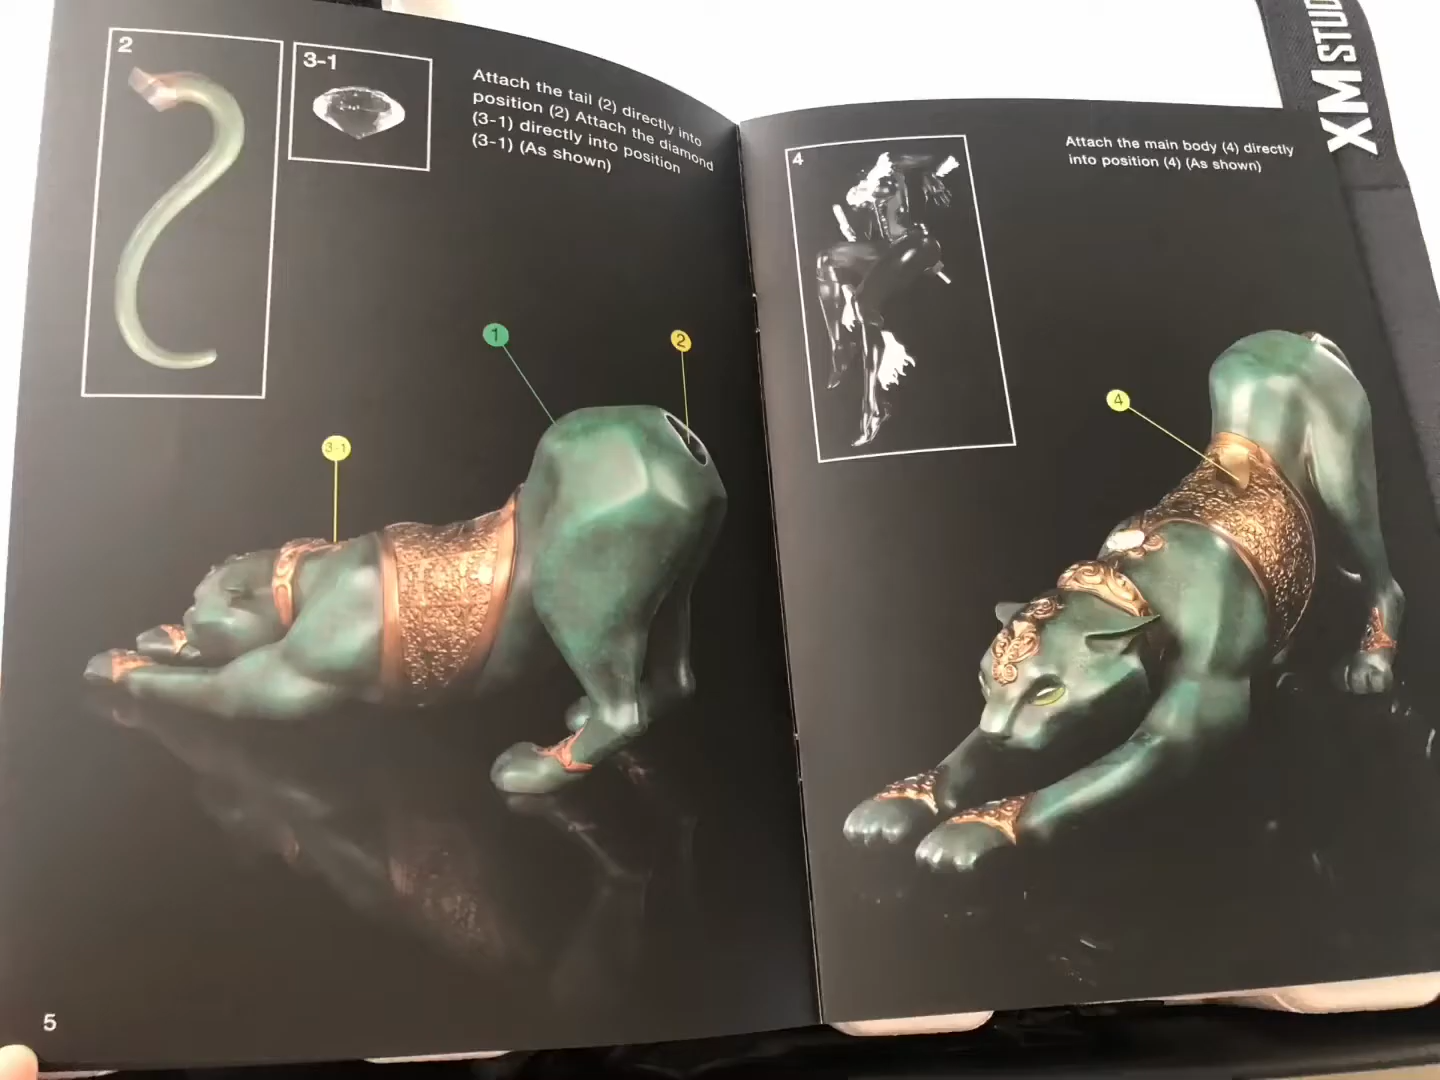 2
3-1
Attach the tail (2) directly into
position (2) Attach the diamond
(3-1) directly into position
(3-1) (As shown)
1
2
3-1
5
4
Attach the main body (4) directly
into position (4) (As shown)
4
XM STUD